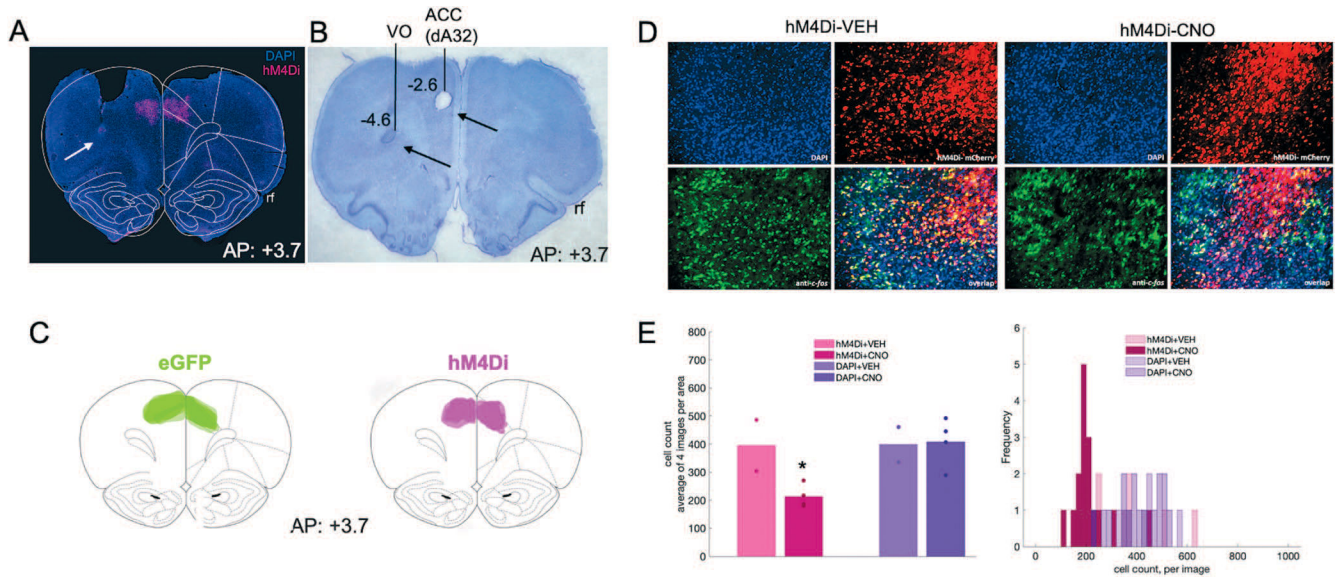 A
DAPI
hM4Di
rf
AP: +3.7
B
VO
ACC
(dA32)
-2.6
-4.6
rf
AP: +3.7
C
eGFP
hM4Di
AP: +3.7
D
hM4Di-VEH
hM4Di-CNO
DAPI
hM4Di- mCherry
DAPI
hM4Di- mCherry
anti-c-fos
overlap
anti-c-fos
overlap
E
cell count
average of 4 images per area
800
700
600
500
400
300
200
100
0
hM4Di+VEH
hM4Di+CNO
DAPI+VEH
DAPI+CNO
*
Frequency
6
5
4
3
2
1
0
hM4Di+VEH
hM4Di+CNO
DAPI+VEH
DAPI+CNO
0 200 400 600 800 1000
cell count, per image